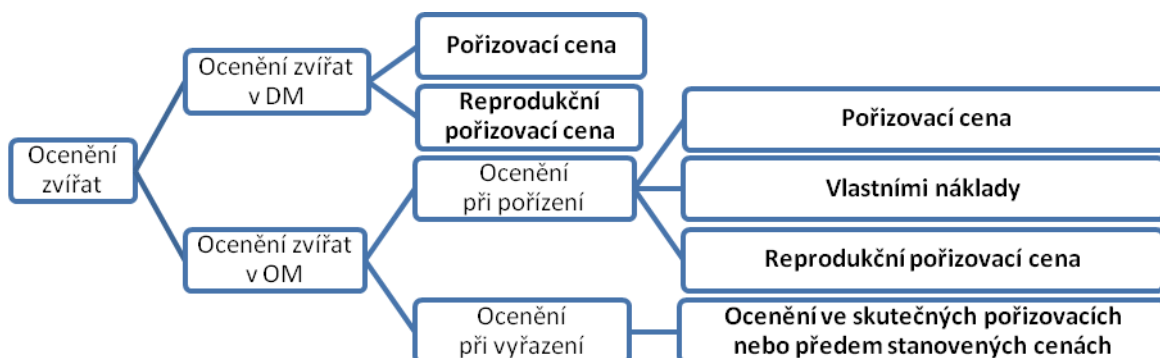 Ocenění
zvířat
Ocenění zvířat
v DM
Pořizovací cena
Reprodukční
pořizovací cena
Ocenění zvířat
v OM
Ocenění
při pořízení
Pořizovací cena
Vlastními náklady
Reprodukční pořizovací cena
Ocenění
při vyřazení
Ocenění ve skutečných pořizovacích
nebo předem stanovených cenách